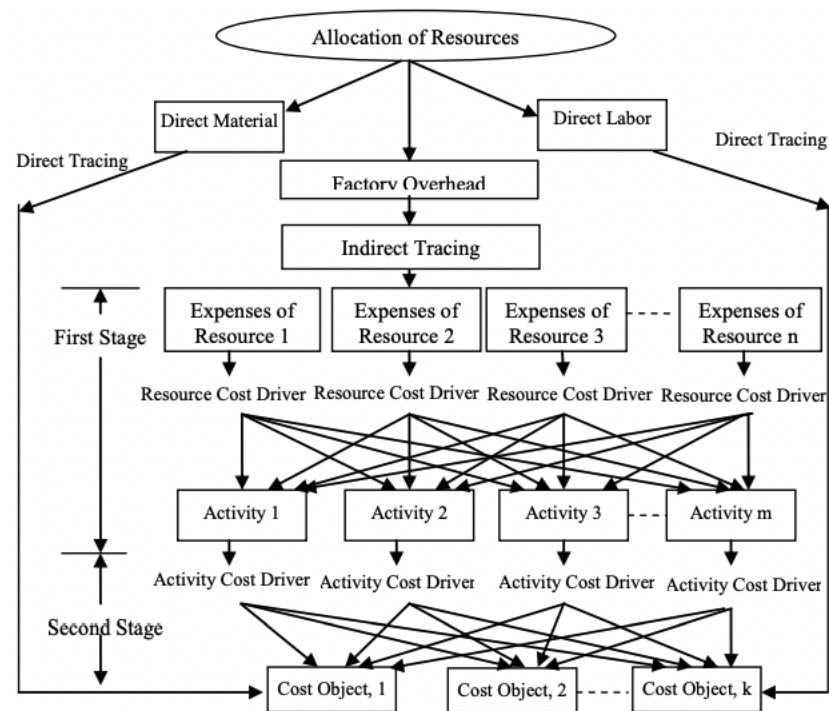 Allocation of Resources
Direct Material
Direct Labor
Direct Tracing
Direct Tracing
Factory Overhead
Indirect Tracing
First Stage
Expenses of
Resource 1
Expenses of
Resource 2
Expenses of
Resource 3
Expenses of
Resource n
Resource Cost Driver
Resource Cost Driver
Resource Cost Driver
Resource Cost Driver
Activity 1
Activity 2
Activity 3
Activity m
Second Stage
Activity Cost Driver
Activity Cost Driver
Activity Cost Driver
Activity Cost Driver
Cost Object, 1
Cost Object, 2
Cost Object, k